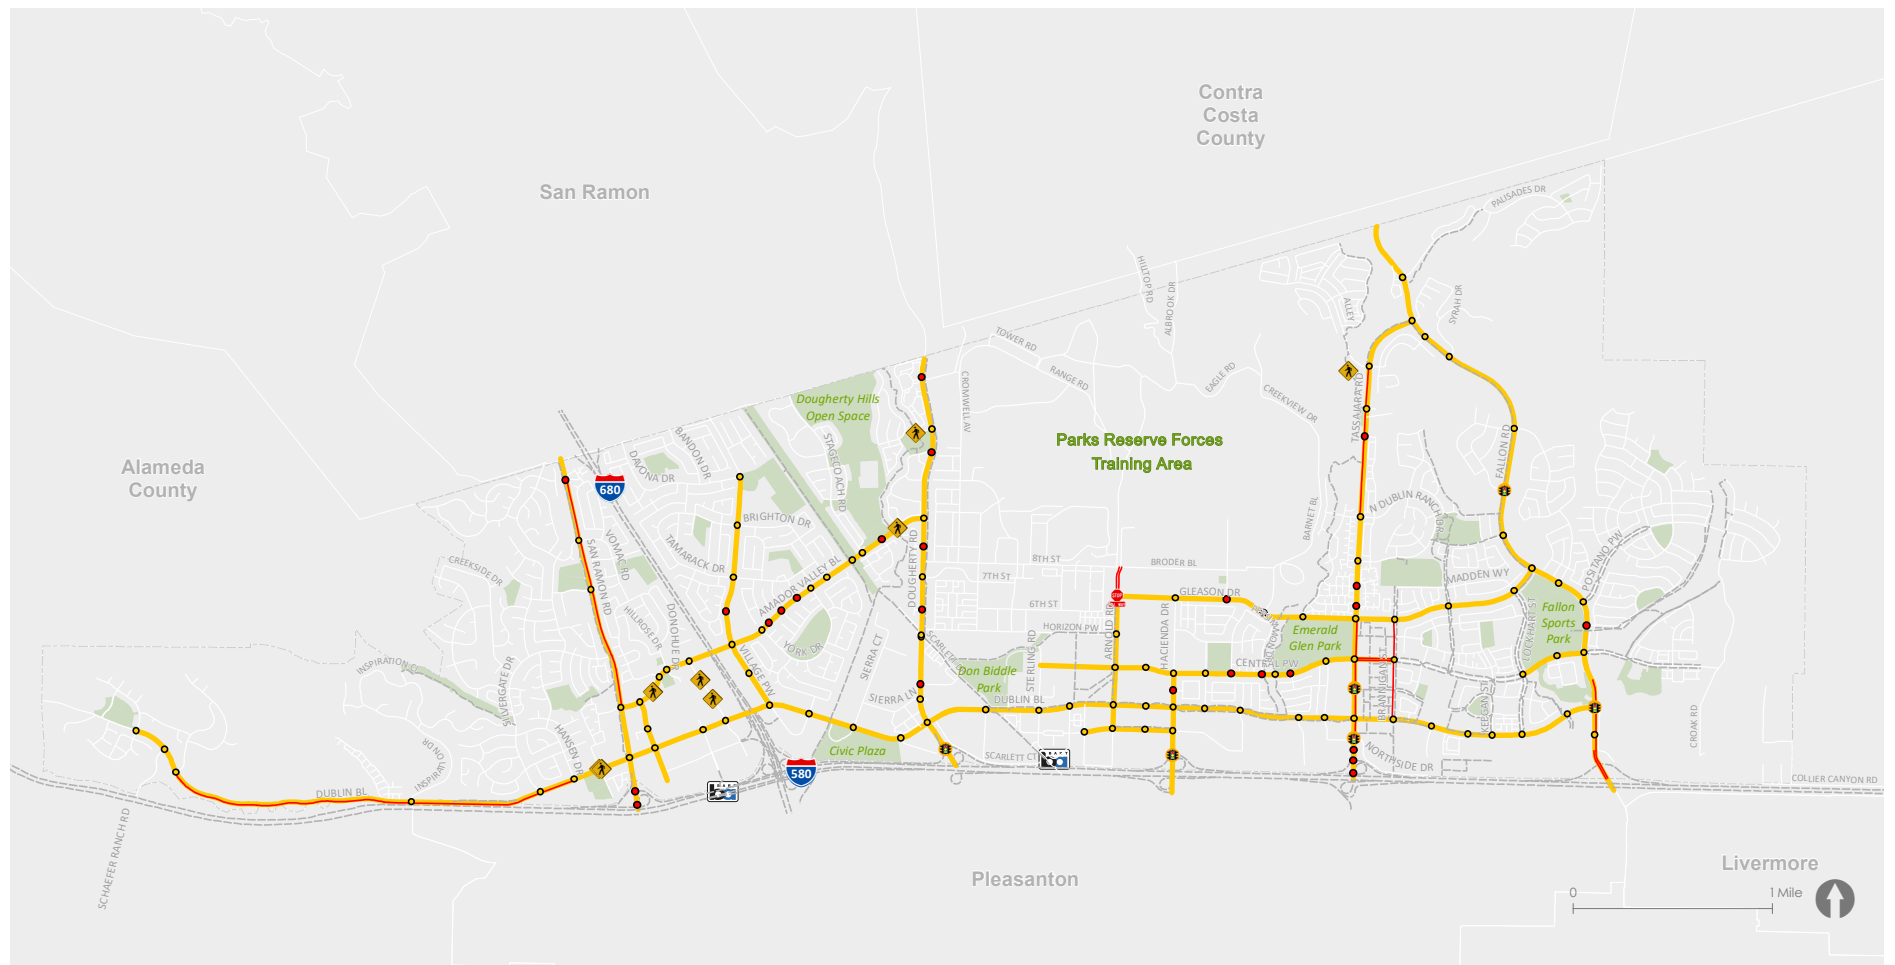 Contra
Costa
County
San Ramon
PALISADES DR
HILLTOP RD
ALBROOK DR
SYRAH DR
ALLEY
TOWER RD
RANGE RD
EAGLE RD
CREEKVIEW DR
CROMWELL AV
TASSAJARA RD
Dougherty Hills
Open Space
Parks Reserve Forces
Training Area
Alameda
County
BANDON DR
DAVONA DR
STAGECOACH RD
FALLON RD
680
BRIGHTON DR
N DUBLIN RANCH DR
BARNET BL
VOMAC RD
SAN RAMON RD
TAMARACK DR
AMADOR VALLEY BL
DOUGHERTY RD
8TH ST
BRODER BL
POSITANO PW
CREEKSIDE DR
7TH ST
MADDEN WY
GLEASON DR
STOP
6TH ST
HILLROSE DR
DONOHUE DR
HORIZON PW
ARNOLD RD
HACIENDA DR
Emerald
Glen Park
LOCKHART ST
Fallon
Sports
Park
YORK DR
SIERRA CT
STERLING RD
INSPIRATION CI
SILVERGATE DR
VILLAGE PW
Don Biddle
Park
CENTRAL PW
BRANNIGAN ST
KEEGAN ST
SIERRA LN
DUBLIN BL
CROAK RD
HANSEN DR
Civic Plaza
SCARLETT CT
NORTHSIDE DR
580
DUBLIN BL
COLLIER CANYON RD
SCHAEFER RANCH RD
Pleasanton
Livermore
0
1 Mile